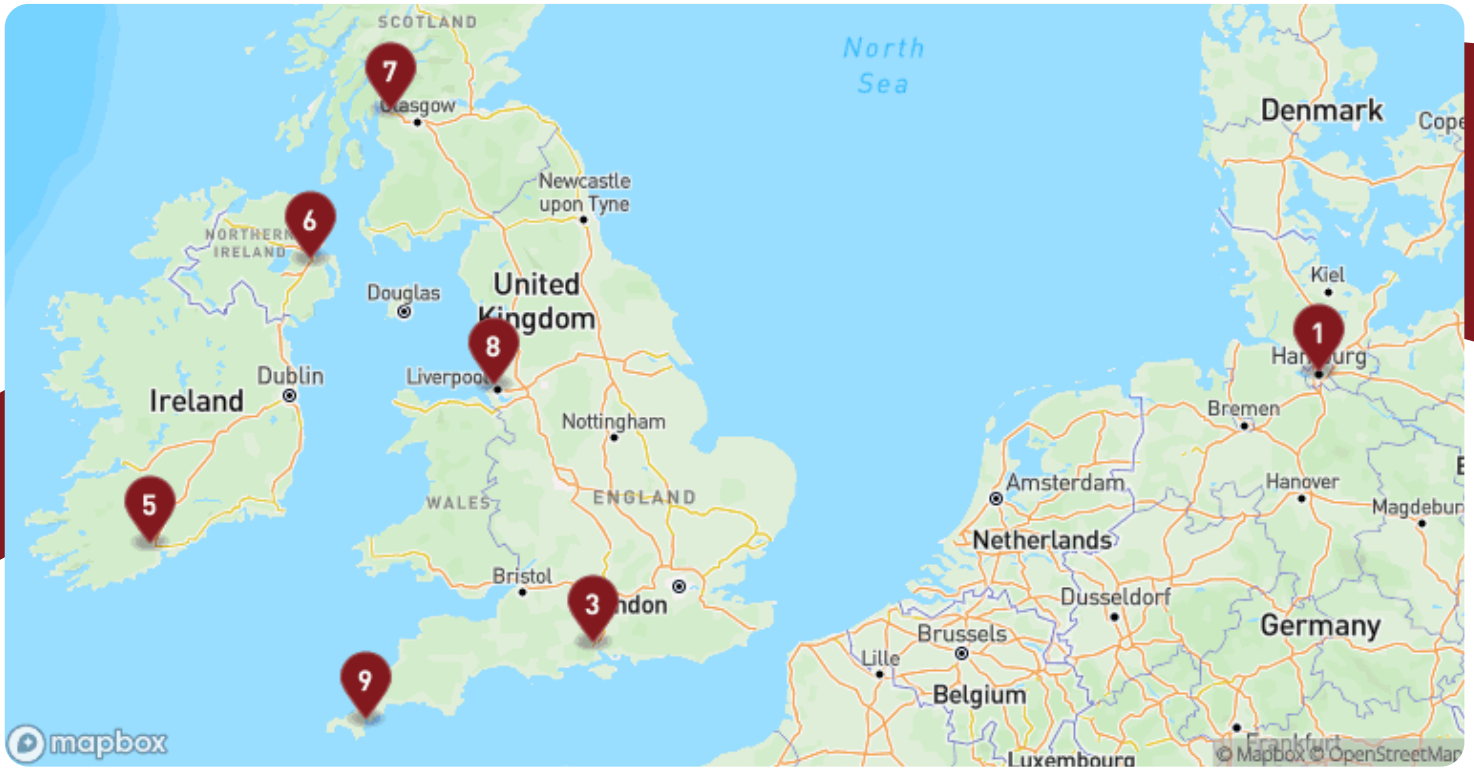 SCOTLAND
North
Sea
7
Glasgow
Denmark
Cope
Newcastle
upon Tyne
6
NORTHERN
IRELAND
Kiel
United
Kingdom
Douglas
1
Hamburg
8
Liverpool
Dublin
Ireland
Bremen
Nottingham
Amsterdam
Hanover
ENGLAND
WALES
5
Magdebur
Netherlands
Bristol
3
ndon
Dusseldorf
Germany
Brussels
Lille
9
Belgium
mapbox
Frankfurt
© Mapbox © OpenStreetMap
Luxembourg